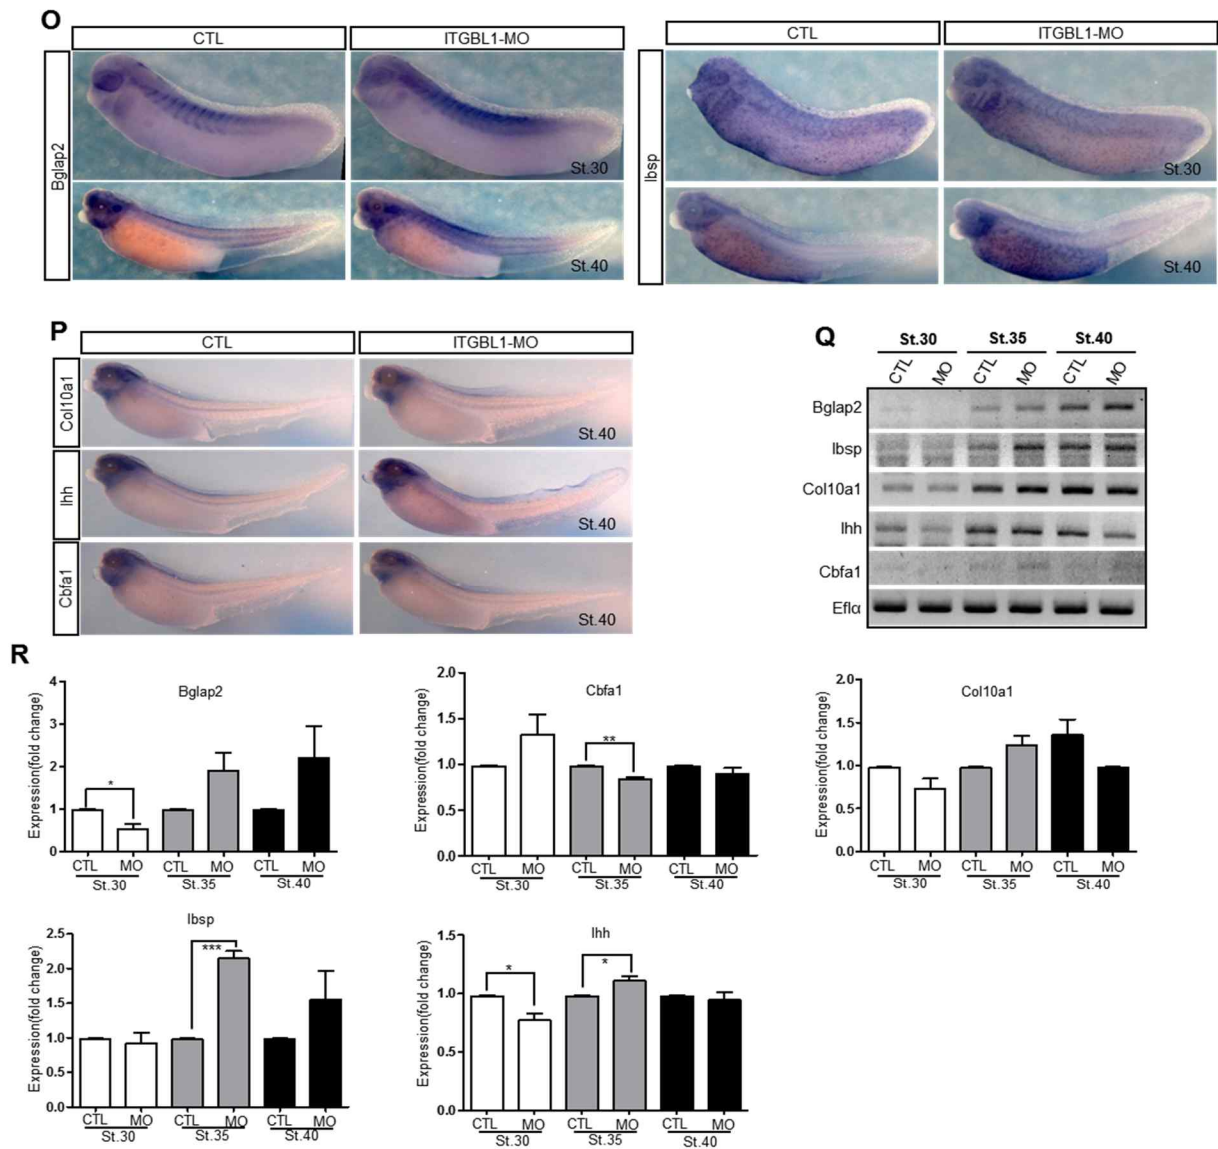 O
CTL
ITGBL1-MO
CTL
ITGBL1-MO
Bglap2
St.30
St.40
Ibsp
St.30
St.40
P
CTL
ITGBL1-MO
Col10a1
St.40
Ihh
St.40
Cbfa1
St.40
Q
St.30 St.35 St.40
CTL MO CTL MO CTL MO
Bglap2
Ibsp
Col10a1
Ihh
Cbfa1
Eflα
R
Bglap2
Expression(fold change)
4
3
2
1
0
*
CTL MO CTL MO CTL MO
St.30 St.35 St.40
Cbfa1
Expression(fold change)
2.0
1.5
1.0
0.5
0.0
**
CTL MO CTL MO CTL MO
St.30 St.35 St.40
Col10a1
Expression(fold change)
2.0
1.5
1.0
0.5
0.0
CTL MO CTL MO CTL MO
St.30 St.35 St.40
Ibsp
Expression(fold change)
2.5
2.0
1.5
1.0
0.5
0.0
***
CTL MO CTL MO CTL MO
St.30 St.35 St.40
Ihh
Expression(fold change)
1.5
1.0
0.5
0.0
*
*
CTL MO CTL MO CTL MO
St.30 St.35 St.40